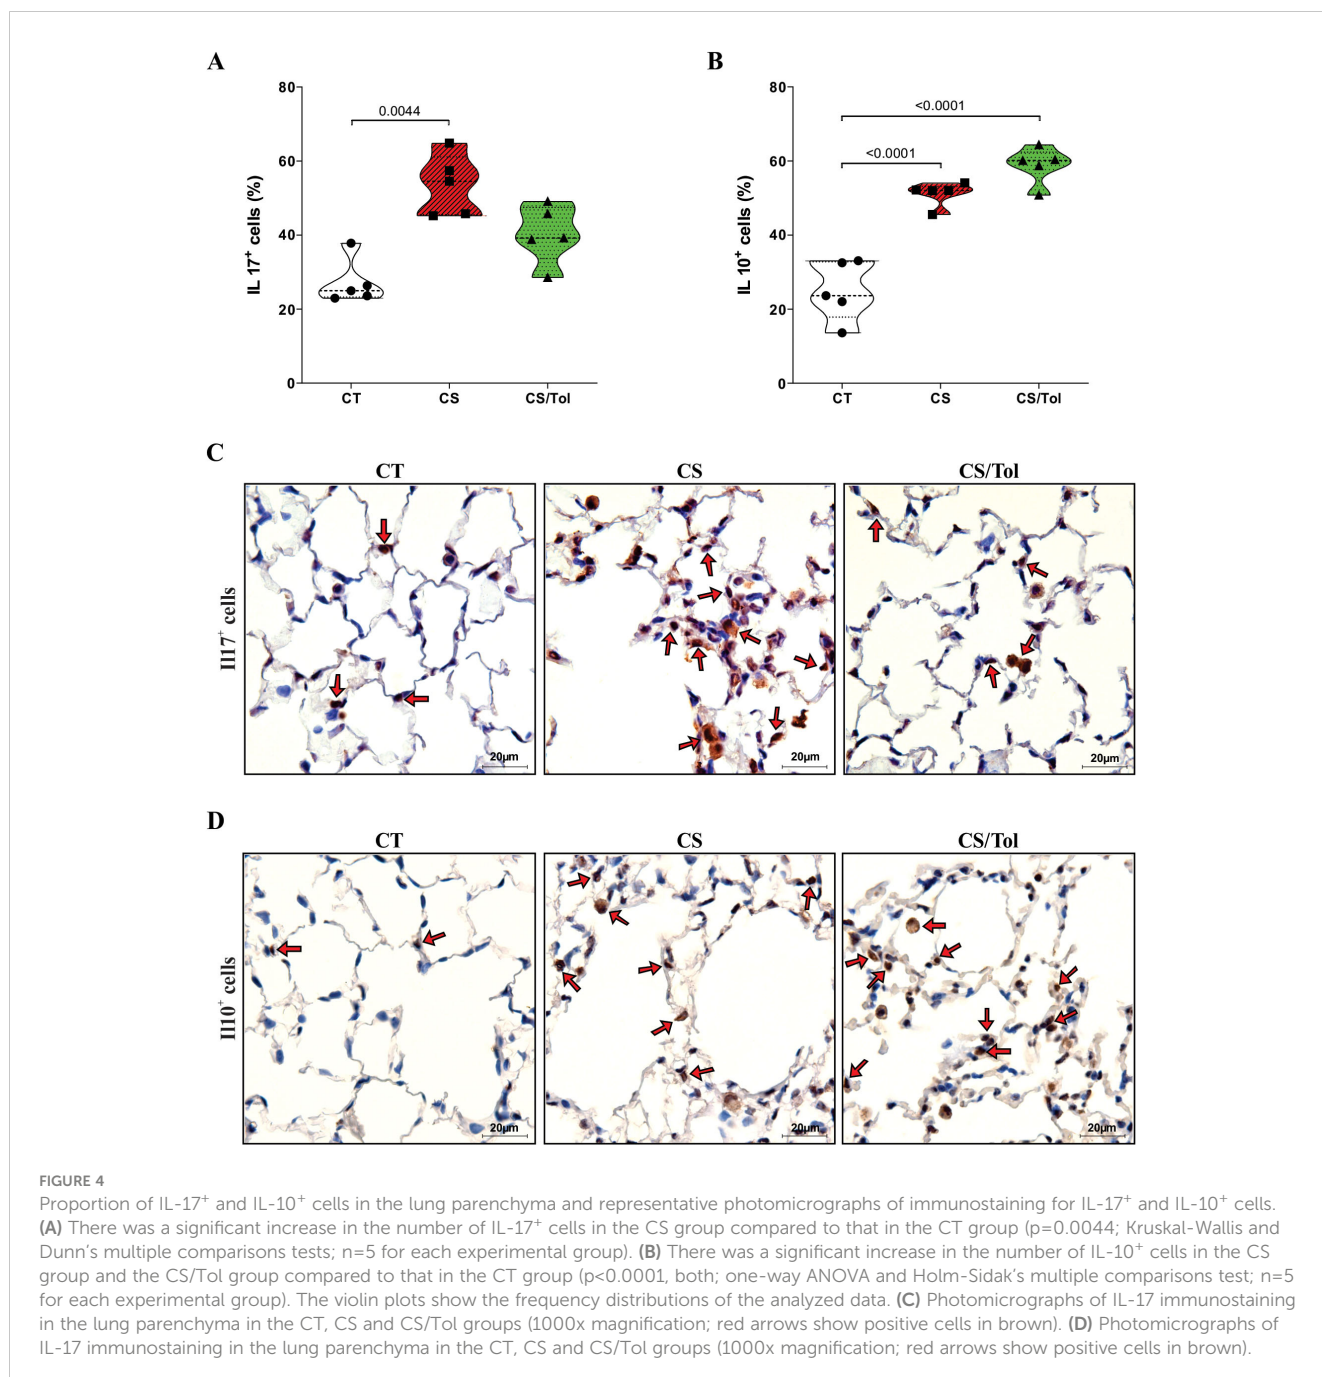 A
B
80
60
40
20
0
IL 17⁺ cells (%)
0.0044
CT
CS
CS/Tol
80
60
40
20
0
IL 10⁺ cells (%)
<0.0001
<0.0001
CT
CS
CS/Tol
C
CT
CS
CS/Tol
Il17⁺ cells
20µm
20µm
20µm
D
CT
CS
CS/Tol
Il10⁺ cells
20µm
20µm
20µm
FIGURE 4
Proportion of IL-17⁺ and IL-10⁺ cells in the lung parenchyma and representative photomicrographs of immunostaining for IL-17⁺ and IL-10⁺ cells.
(A) There was a significant increase in the number of IL-17⁺ cells in the CS group compared to that in the CT group (p=0.0044; Kruskal-Wallis and
Dunn’s multiple comparisons tests; n=5 for each experimental group). (B) There was a significant increase in the number of IL-10⁺ cells in the CS
group and the CS/Tol group compared to that in the CT group (p<0.0001, both; one-way ANOVA and Holm-Sidak’s multiple comparisons test; n=5
for each experimental group). The violin plots show the frequency distributions of the analyzed data. (C) Photomicrographs of IL-17 immunostaining
in the lung parenchyma in the CT, CS and CS/Tol groups (1000x magnification; red arrows show positive cells in brown). (D) Photomicrographs of
IL-17 immunostaining in the lung parenchyma in the CT, CS and CS/Tol groups (1000x magnification; red arrows show positive cells in brown).